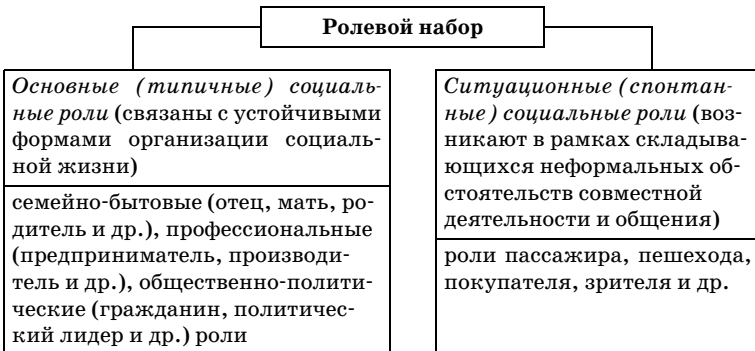 Ролевой набор
Основные (типичные) социаль-
ные роли (связаны с устойчивыми
формами организации социаль-
ной жизни)
семейно-бытовые (отец, мать, ро-
дитель и др.), профессиональные
(предприниматель, производи-
тель и др.), общественно-полити-
ческие (гражданин, политичес-
кий лидер и др.) роли
Ситуационные (спонтан-
ные) социальные роли (воз-
никают в рамках складыва-
ющихся неформальных об-
стоятельств совместной
деятельности и общения)
роли пассажира, пешехода,
покупателя, зрителя и др.